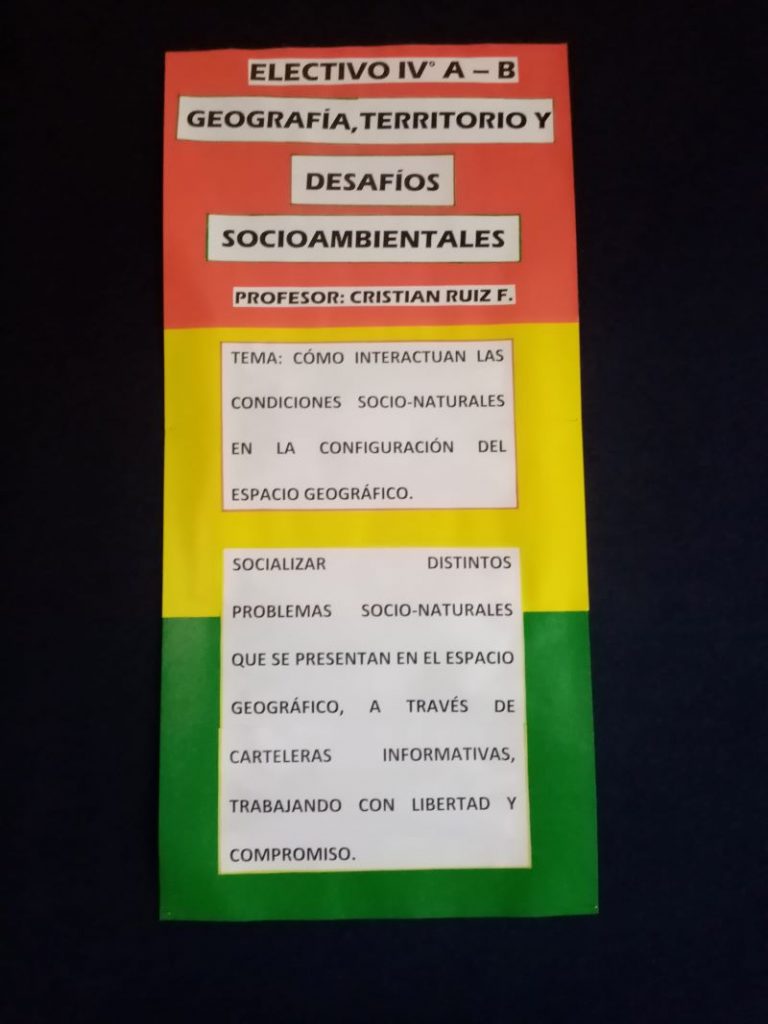 ELECTIVO IV° A – B
GEOGRAFÍA, TERRITORIO Y
DESAFÍOS
SOCIOAMBIENTALES
PROFESOR: CRISTIAN RUIZ F.
TEMA: CÓMO INTERACTUAN LAS
CONDICIONES SOCIO-NATURALES
EN LA CONFIGURACIÓN DEL
ESPACIO GEOGRÁFICO.
SOCIALIZAR DISTINTOS
PROBLEMAS SOCIO-NATURALES
QUE SE PRESENTAN EN EL ESPACIO
GEOGRÁFICO, A TRAVÉS DE
CARTELERAS INFORMATIVAS,
TRABAJANDO CON LIBERTAD Y
COMPROMISO.